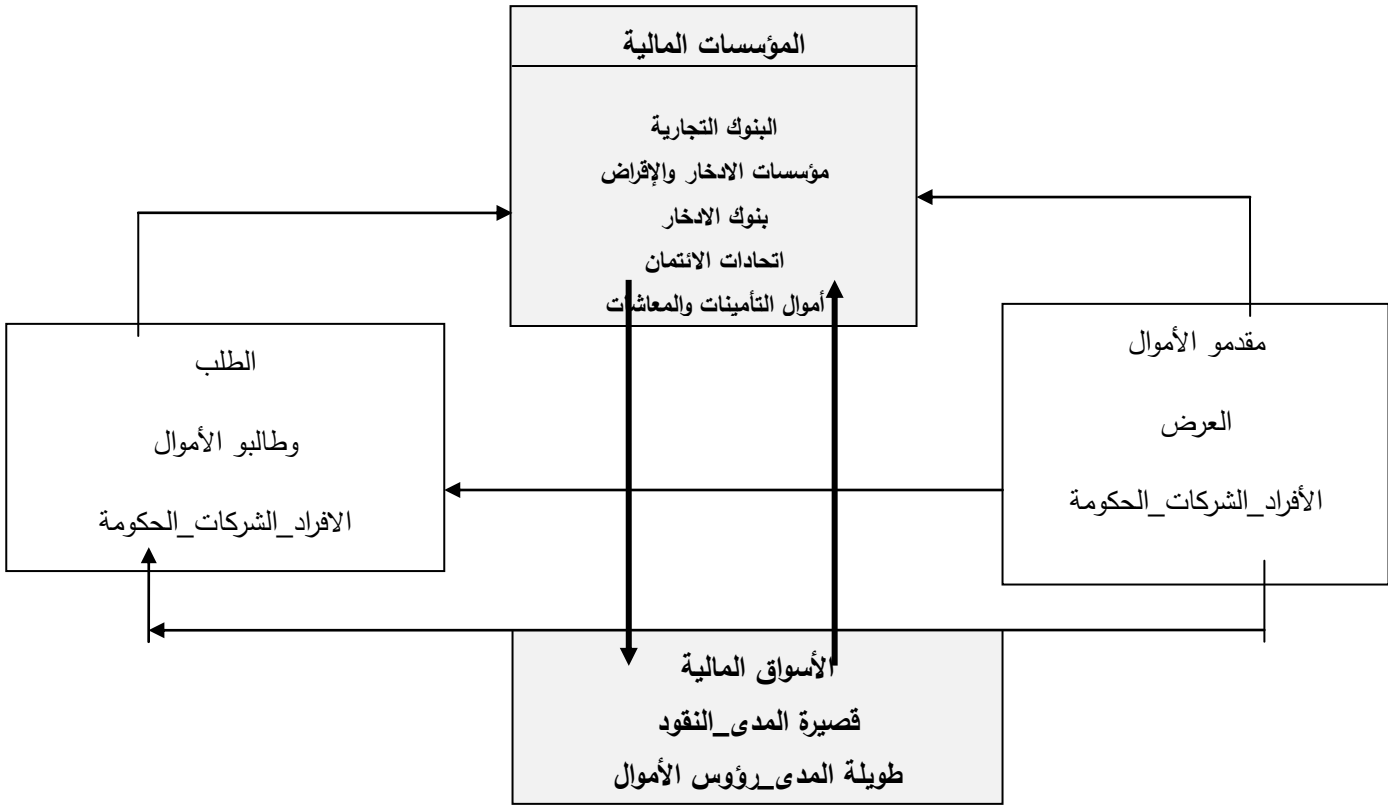 المؤسسات المالية
البنوك التجارية
مؤسسات الادخار والإقراض
بنوك الادخار
اتحادات الائتمان
أموال التأمينات والمعاشات
مقدمو الأموال
العرض
الأفراد_الشركات_الحكومة
الطلب
وطالبو الأموال
الافراد_الشركات_الحكومة
الأسواق المالية
قصيرة المدى_النقود
طويلة المدى_رؤوس الأموال